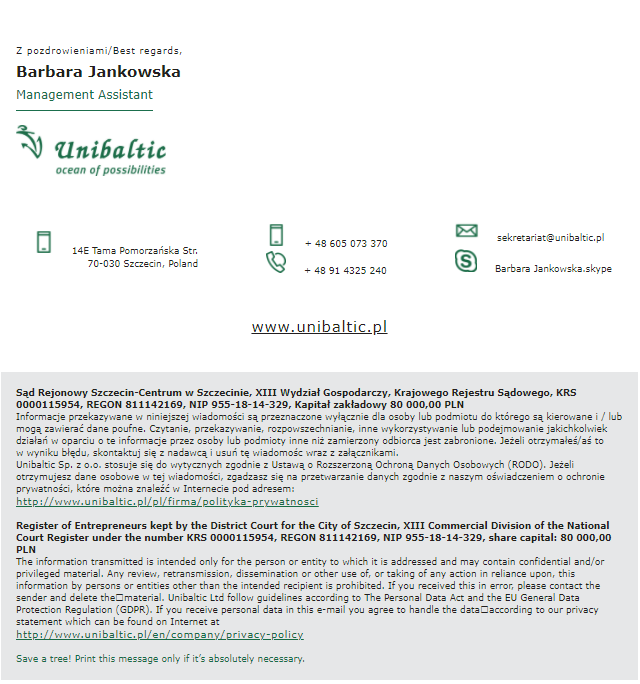 Z pozdrowieniami/Best regards,
Barbara Jankowska
Management Assistant
Unibaltic
ocean of possibilities
14E Tama Pomorzańska Str.
70-030 Szczecin, Poland
+ 48 605 073 370
+ 48 91 4325 240
sekretariat@unibaltic.pl
Barbara Jankowska.skype
www.unibaltic.pl
Sąd Rejonowy Szczecin-Centrum w Szczecinie, XIII Wydział Gospodarczy, Krajowego Rejestru Sądowego, KRS
0000115954, REGON 811142169, NIP 955-18-14-329, Kapitał zakładowy 80 000,00 PLN
Informacje przekazywane w niniejszej wiadomości są przeznaczone wyłącznie dla osoby lub podmiotu do którego są kierowane i / lub
mogą zawierać dane poufne. Czytanie, przekazywanie, rozpowszechnianie, inne wykorzystywanie lub podejmowanie jakichkolwiek
działań w oparciu o te informacje przez osoby lub podmioty inne niż zamierzony odbiorca jest zabronione. Jeżeli otrzymałeś/aś to
w wyniku błędu, skontaktuj się z nadawcą i usuń tę wiadomość wraz z załącznikami.
Unibaltic Sp. z o.o. stosuje się do wytycznych zgodnie z Ustawą o Rozszerzoną Ochroną Danych Osobowych (RODO). Jeżeli
otrzymujesz dane osobowe w tej wiadomości, zgadzasz się na przetwarzanie danych zgodnie z naszym oświadczeniem o ochronie
prywatności, które można znaleźć w Internecie pod adresem:
http://www.unibaltic.pl/pl/firma/polityka-prywatnosci
Register of Entrepreneurs kept by the District Court for the City of Szczecin, XIII Commercial Division of the National
Court Register under the number KRS 0000115954, REGON 811142169, NIP 955-18-14-329, share capital: 80 000,00
PLN
The information transmitted is intended only for the person or entity to which it is addressed and may contain confidential and/or
privileged material. Any review, retransmission, dissemination or other use of, or taking of any action in reliance upon, this
information by persons or entities other than the intended recipient is prohibited. If you received this in error, please contact the
sender and delete the□material. Unibaltic Ltd follow guidelines according to The Personal Data Act and the EU General Data
Protection Regulation (GDPR). If you receive personal data in this e-mail you agree to handle the data□according to our privacy
statement which can be found on Internet at
http://www.unibaltic.pl/en/company/privacy-policy
Save a tree! Print this message only if it's absolutely necessary.